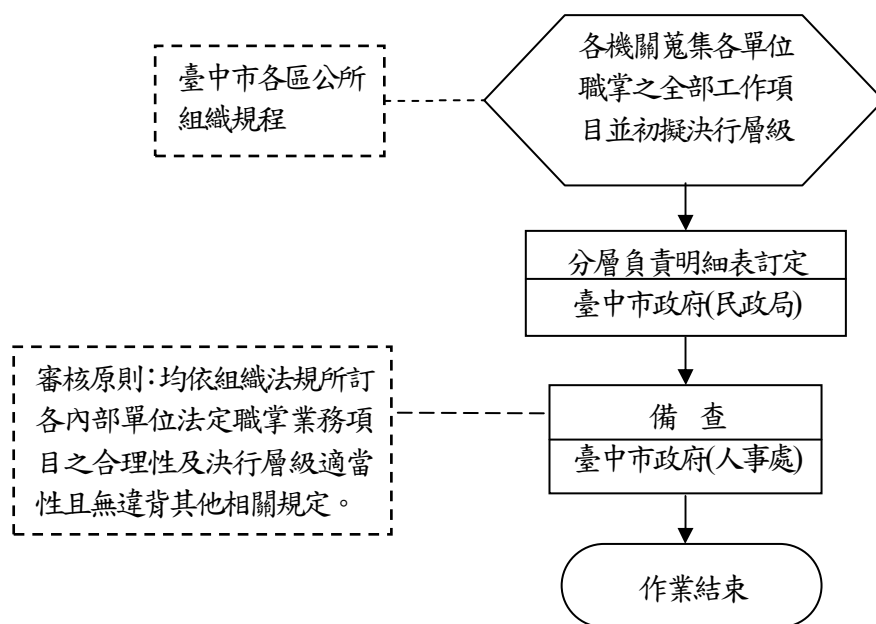 臺中市各區公所
組織規程
各機關蒐集各單位
職掌之全部工作項
目並初擬決行層級
分層負責明細表訂定
臺中市政府(民政局)
審核原則：均依組織法規所訂
各內部單位法定職掌業務項
目之合理性及決行層級適當
性且無違背其他相關規定。
備 查
臺中市政府(人事處)
作業結束